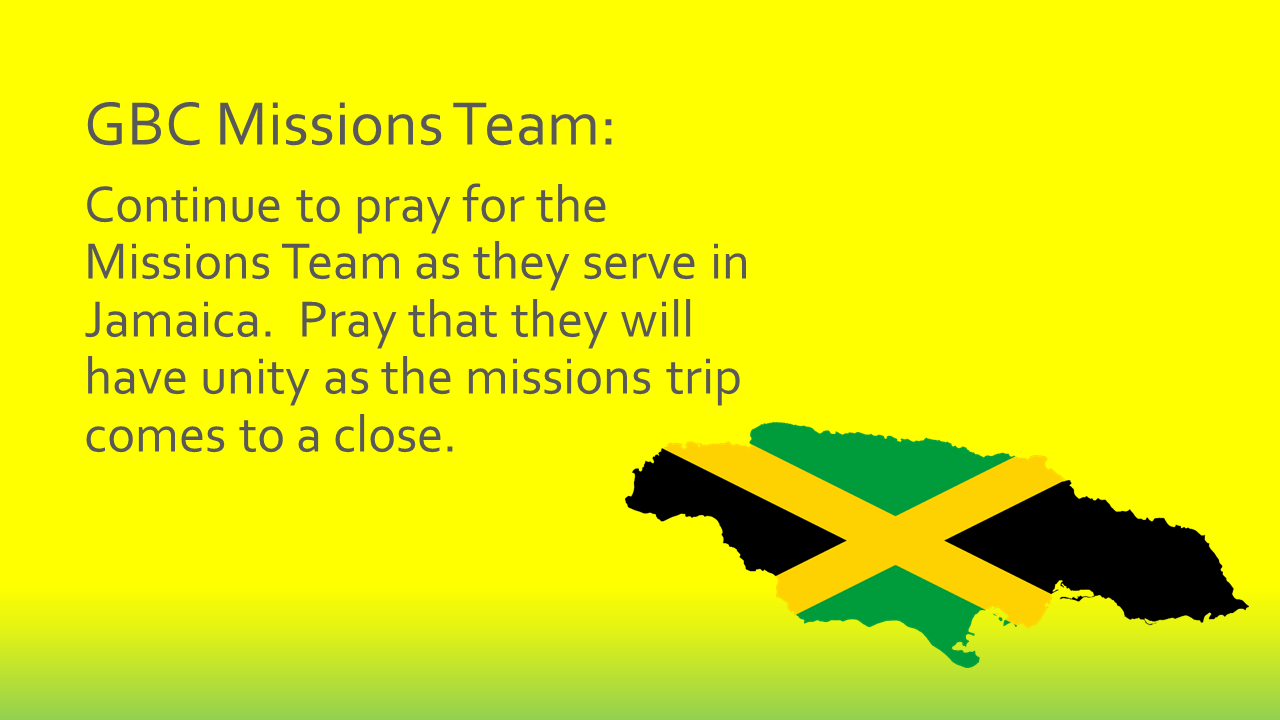 GBC Missions Team:
Continue to pray for the
Missions Team as they serve in
Jamaica.  Pray that they will
have unity as the missions trip
comes to a close.